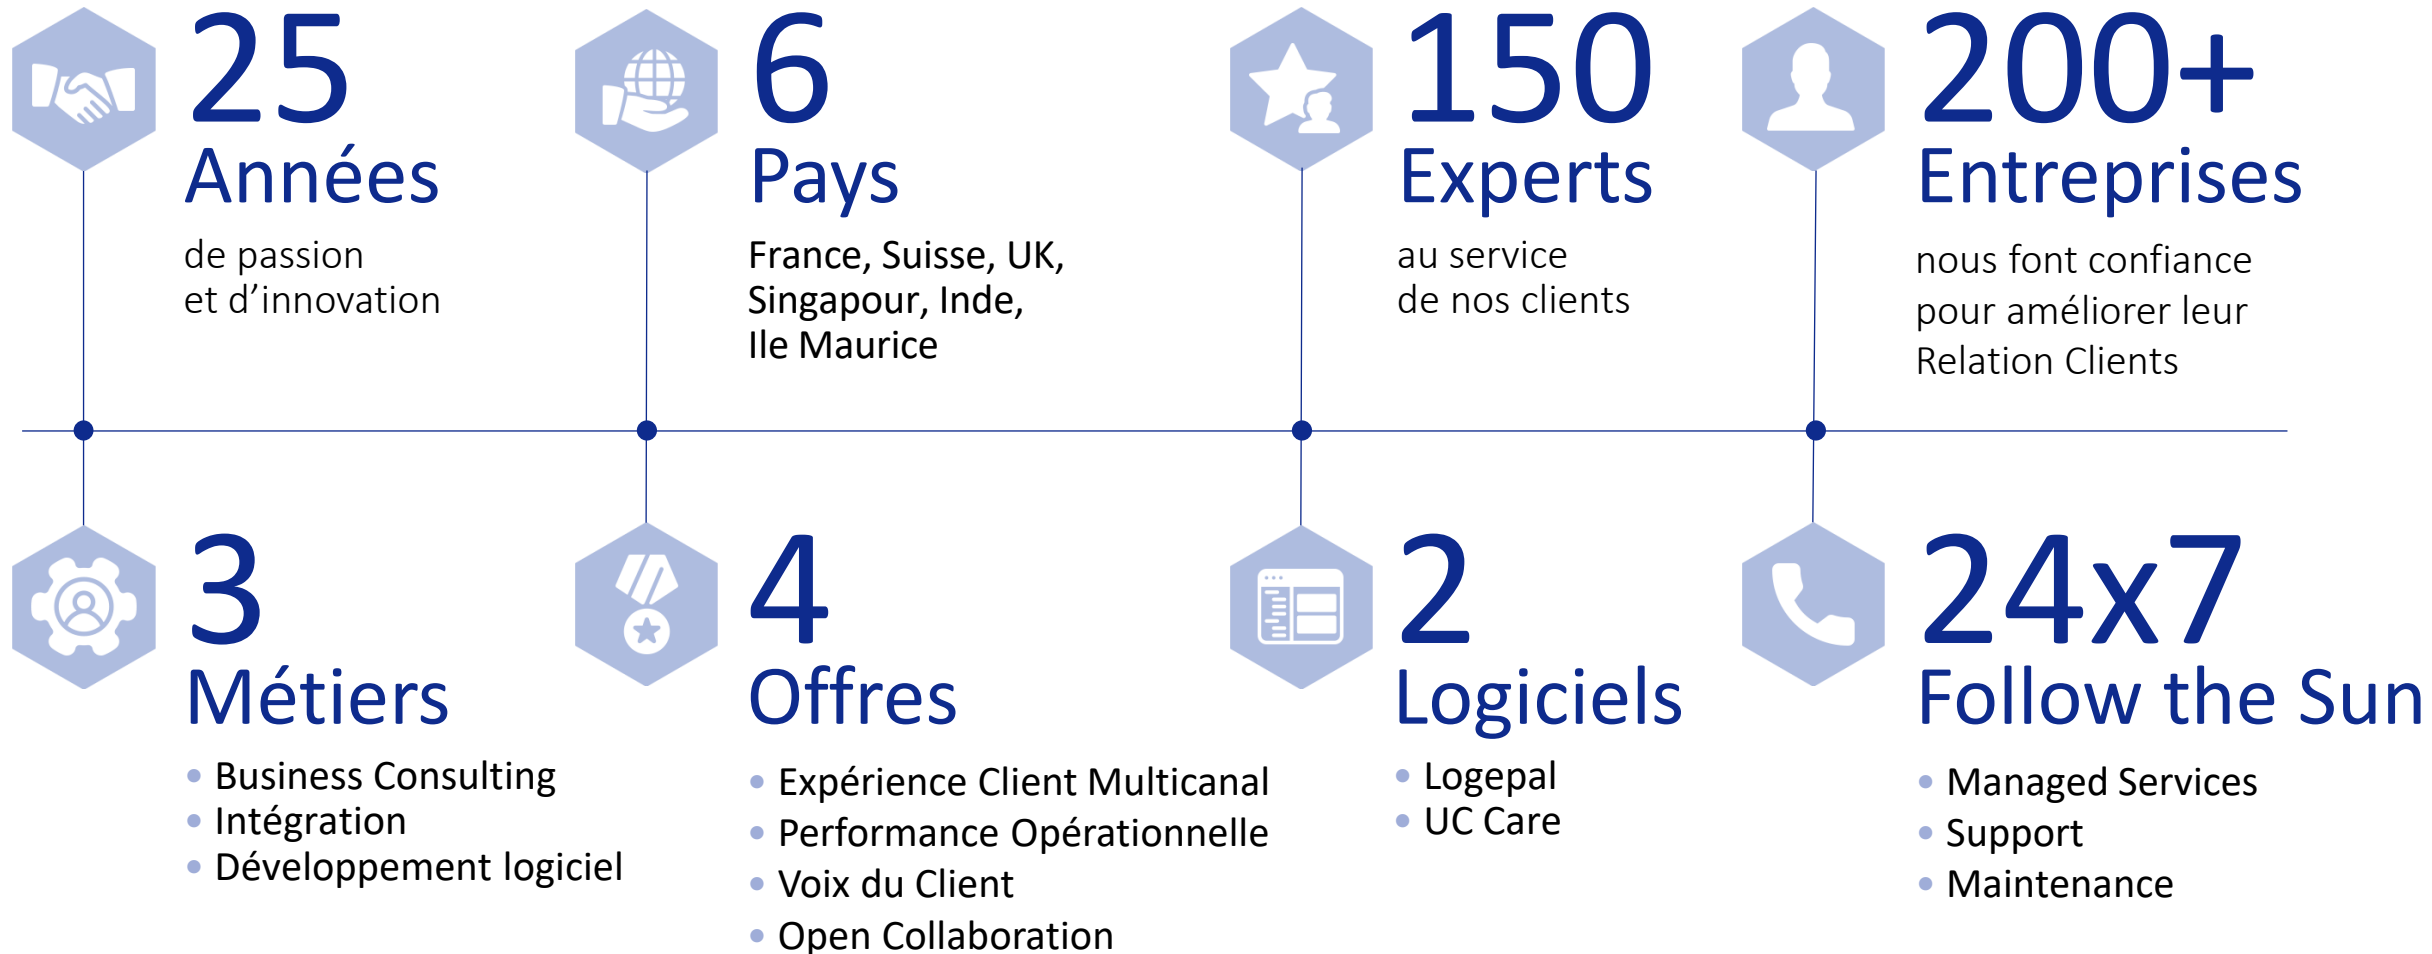 25
Années
de passion
et d’innovation
6
Pays
France, Suisse, UK,
Singapour, Inde,
Ile Maurice
150
Experts
au service
de nos clients
200+
Entreprises
nous font confiance
pour améliorer leur
Relation Clients
3
Métiers
• Business Consulting
• Intégration
• Développement logiciel
4
Offres
• Expérience Client Multicanal
• Performance Opérationnelle
• Voix du Client
• Open Collaboration
2
Logiciels
• Logepal
• UC Care
24x7
Follow the Sun
• Managed Services
• Support
• Maintenance